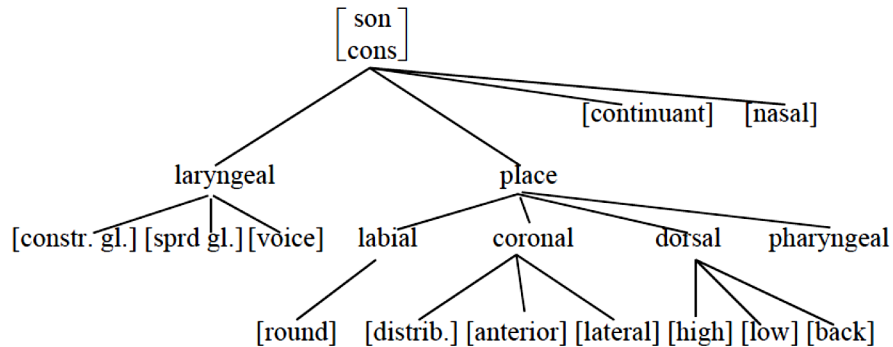 son
cons
[continuant] [nasal]
laryngeal place
[constr. gl.] [sprd gl.] [voice] labial coronal dorsal pharyngeal
[round] [distrib.] [anterior] [lateral] [high] [low] [back]